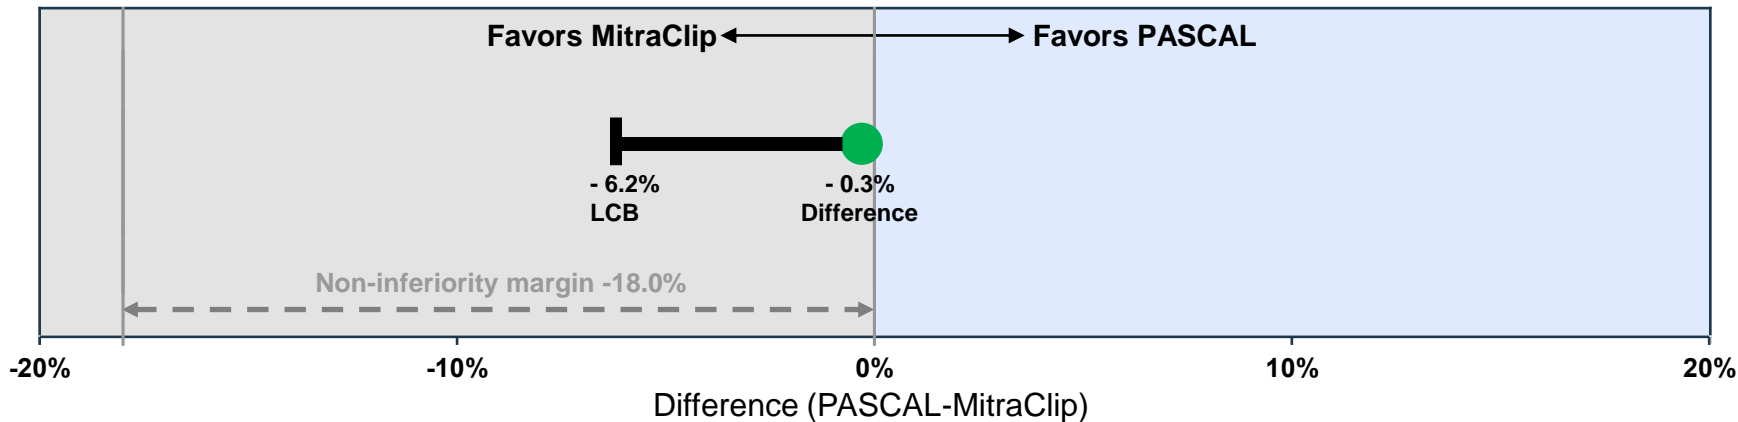 Favors MitraClip Favors PASCAL
- 6.2% - 0.3%
LCB Difference
Non-inferiority margin -18.0%
-20% -10% 0% 10% 20%
Difference (PASCAL-MitraClip)